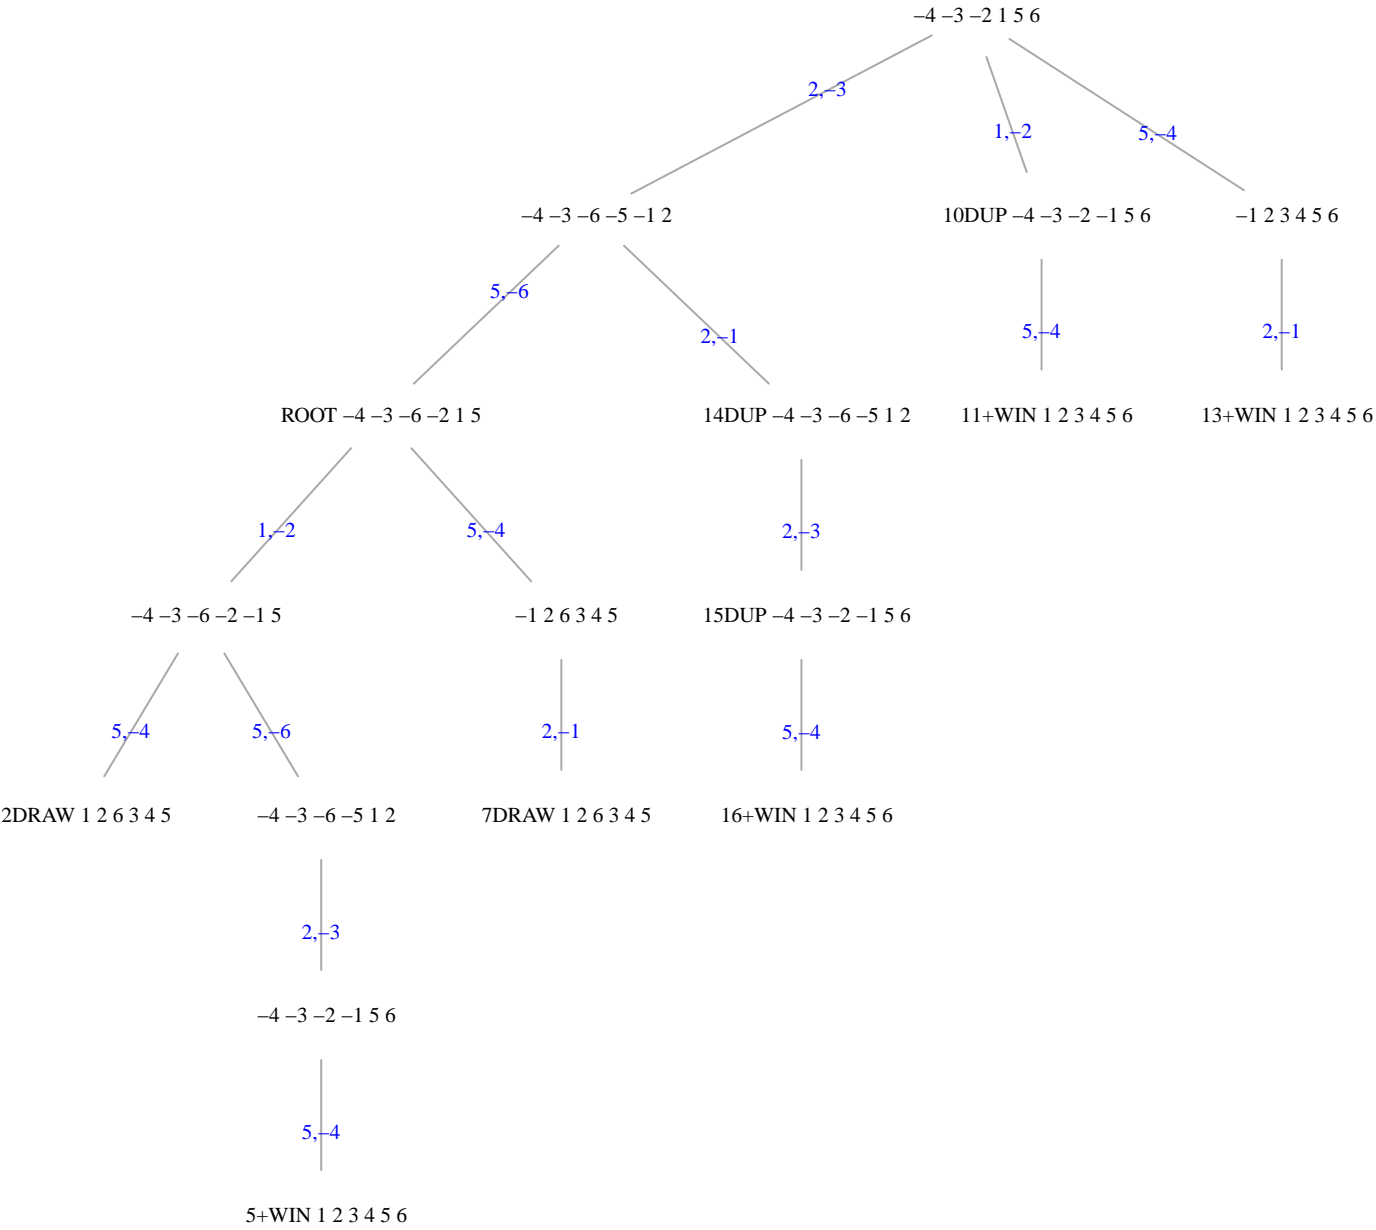 –4 –3 –2 1 5 6
2,–3
1,–2
5,–4
–4 –3 –6 –5 –1 2
10DUP –4 –3 –2 –1 5 6
–1 2 3 4 5 6
5,–6
2,–1
5,–4
2,–1
ROOT –4 –3 –6 –2 1 5
14DUP –4 –3 –6 –5 1 2
11+WIN 1 2 3 4 5 6
13+WIN 1 2 3 4 5 6
1,–2
5,–4
2,–3
–4 –3 –6 –2 –1 5
–1 2 6 3 4 5
15DUP –4 –3 –2 –1 5 6
5,–4
5,–6
2,–1
5,–4
2DRAW 1 2 6 3 4 5
–4 –3 –6 –5 1 2
7DRAW 1 2 6 3 4 5
16+WIN 1 2 3 4 5 6
2,–3
–4 –3 –2 –1 5 6
5,–4
5+WIN 1 2 3 4 5 6